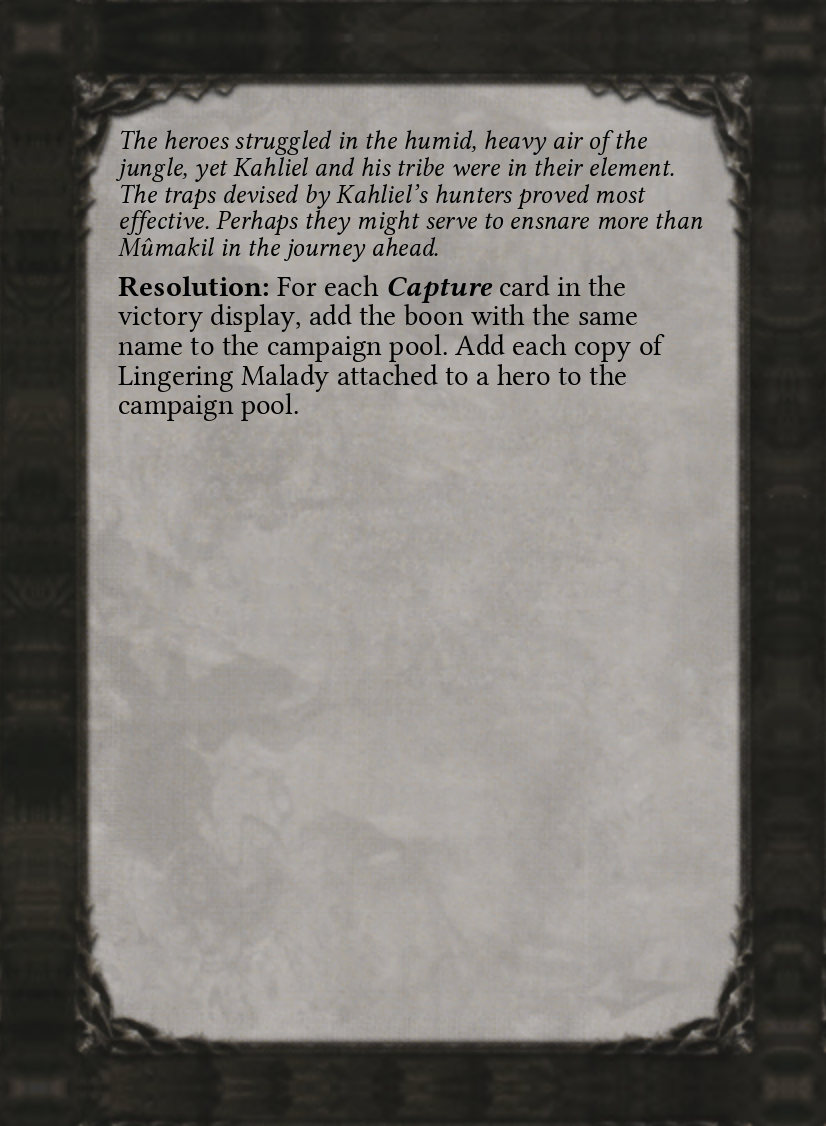 The heroes struggled in the humid, heavy air of the
jungle, yet Kahliel and his tribe were in their element.
The traps devised by Kahliel’s hunters proved most
effective. Perhaps they might serve to ensnare more than
Mûmakil in the journey ahead.
Resolution: For each Capture card in the
victory display, add the boon with the same
name to the campaign pool. Add each copy of
Lingering Malady attached to a hero to the
campaign pool.